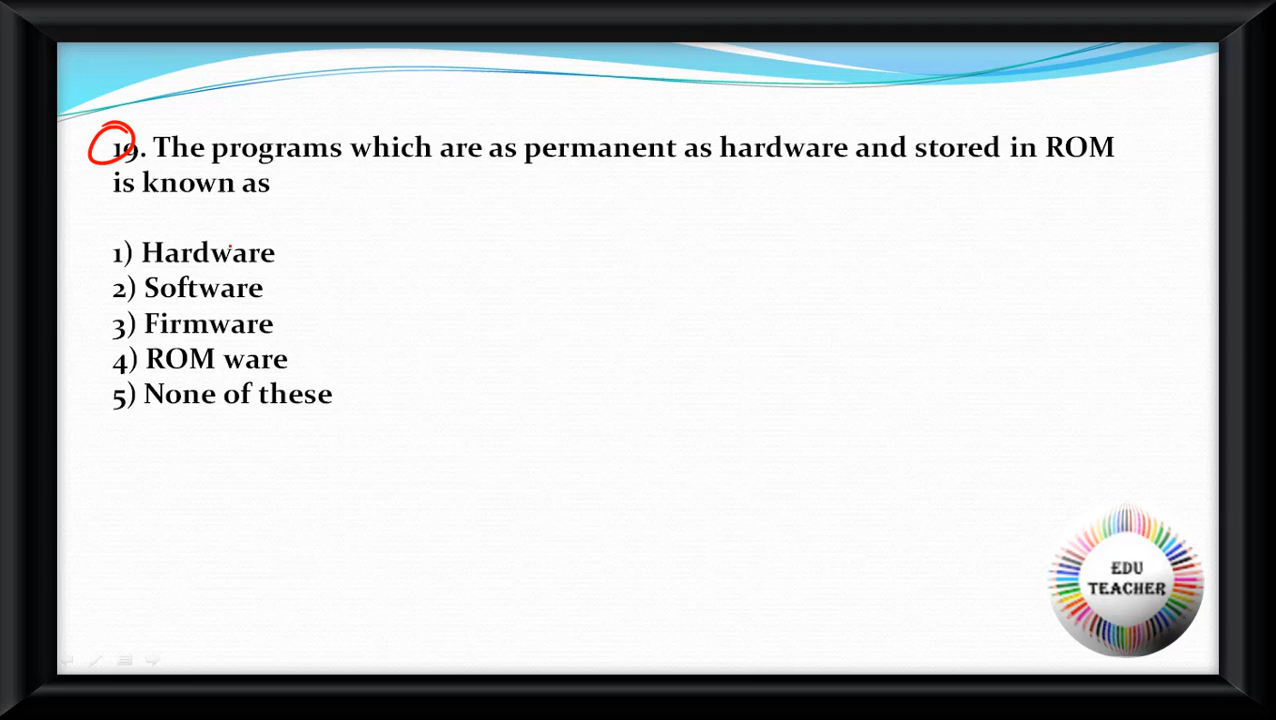 19. The programs which are as permanent as hardware and stored in ROM
is known as
1) Hardware
2) Software
3) Firmware
4) ROM ware
5) None of these
EDU
TEACHER